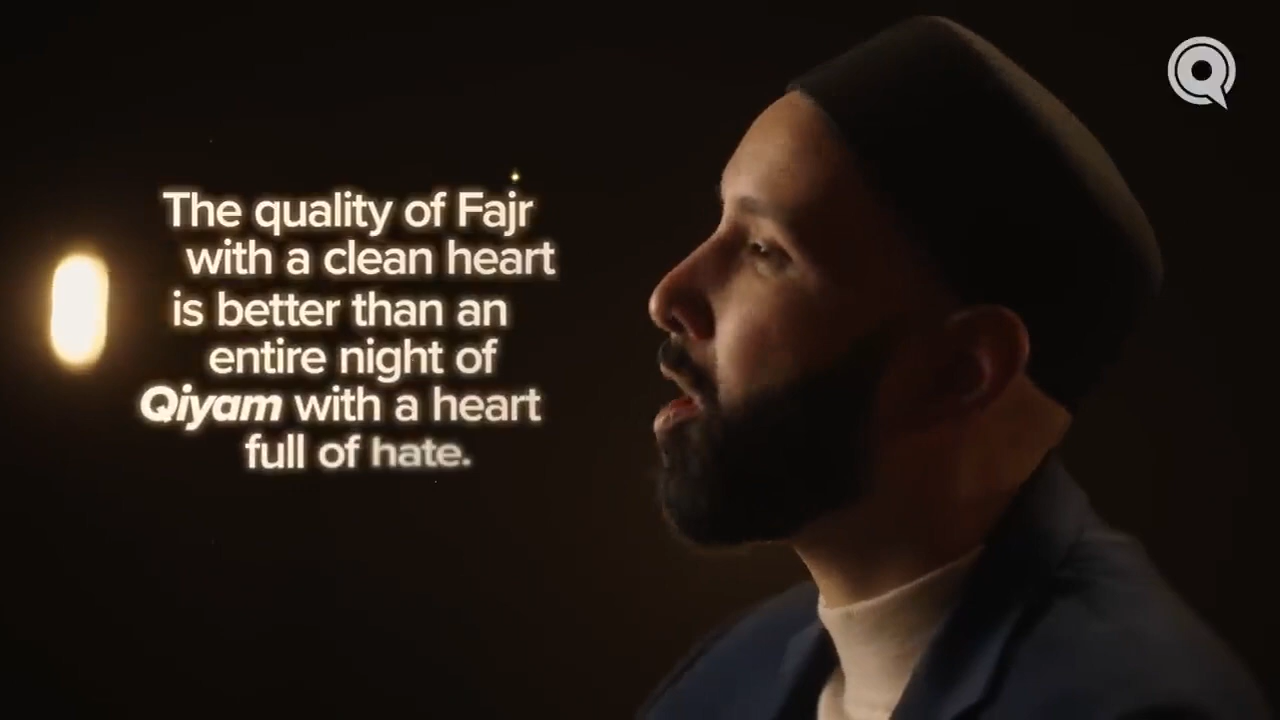 The quality of Fajr
with a clean heart
is better than an
entire night of
Qiyam with a heart
full of hate.